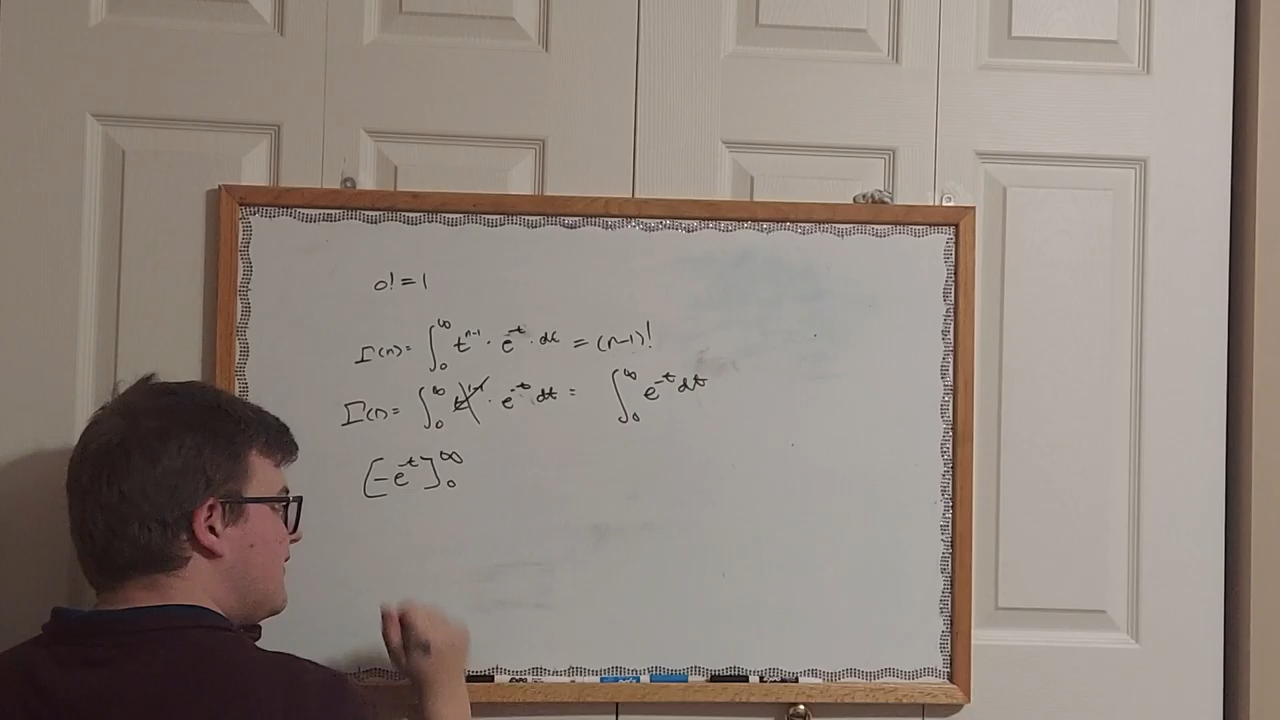 0! = 1
Γ(n) = ∫₀^∞ t^(n-1) · e^(-t) · dt = (n-1)!
Γ(1) = ∫₀^∞ t^(1-1) · e^(-t) dt = ∫₀^∞ e^(-t) dt
[-e^(-t)]₀^∞